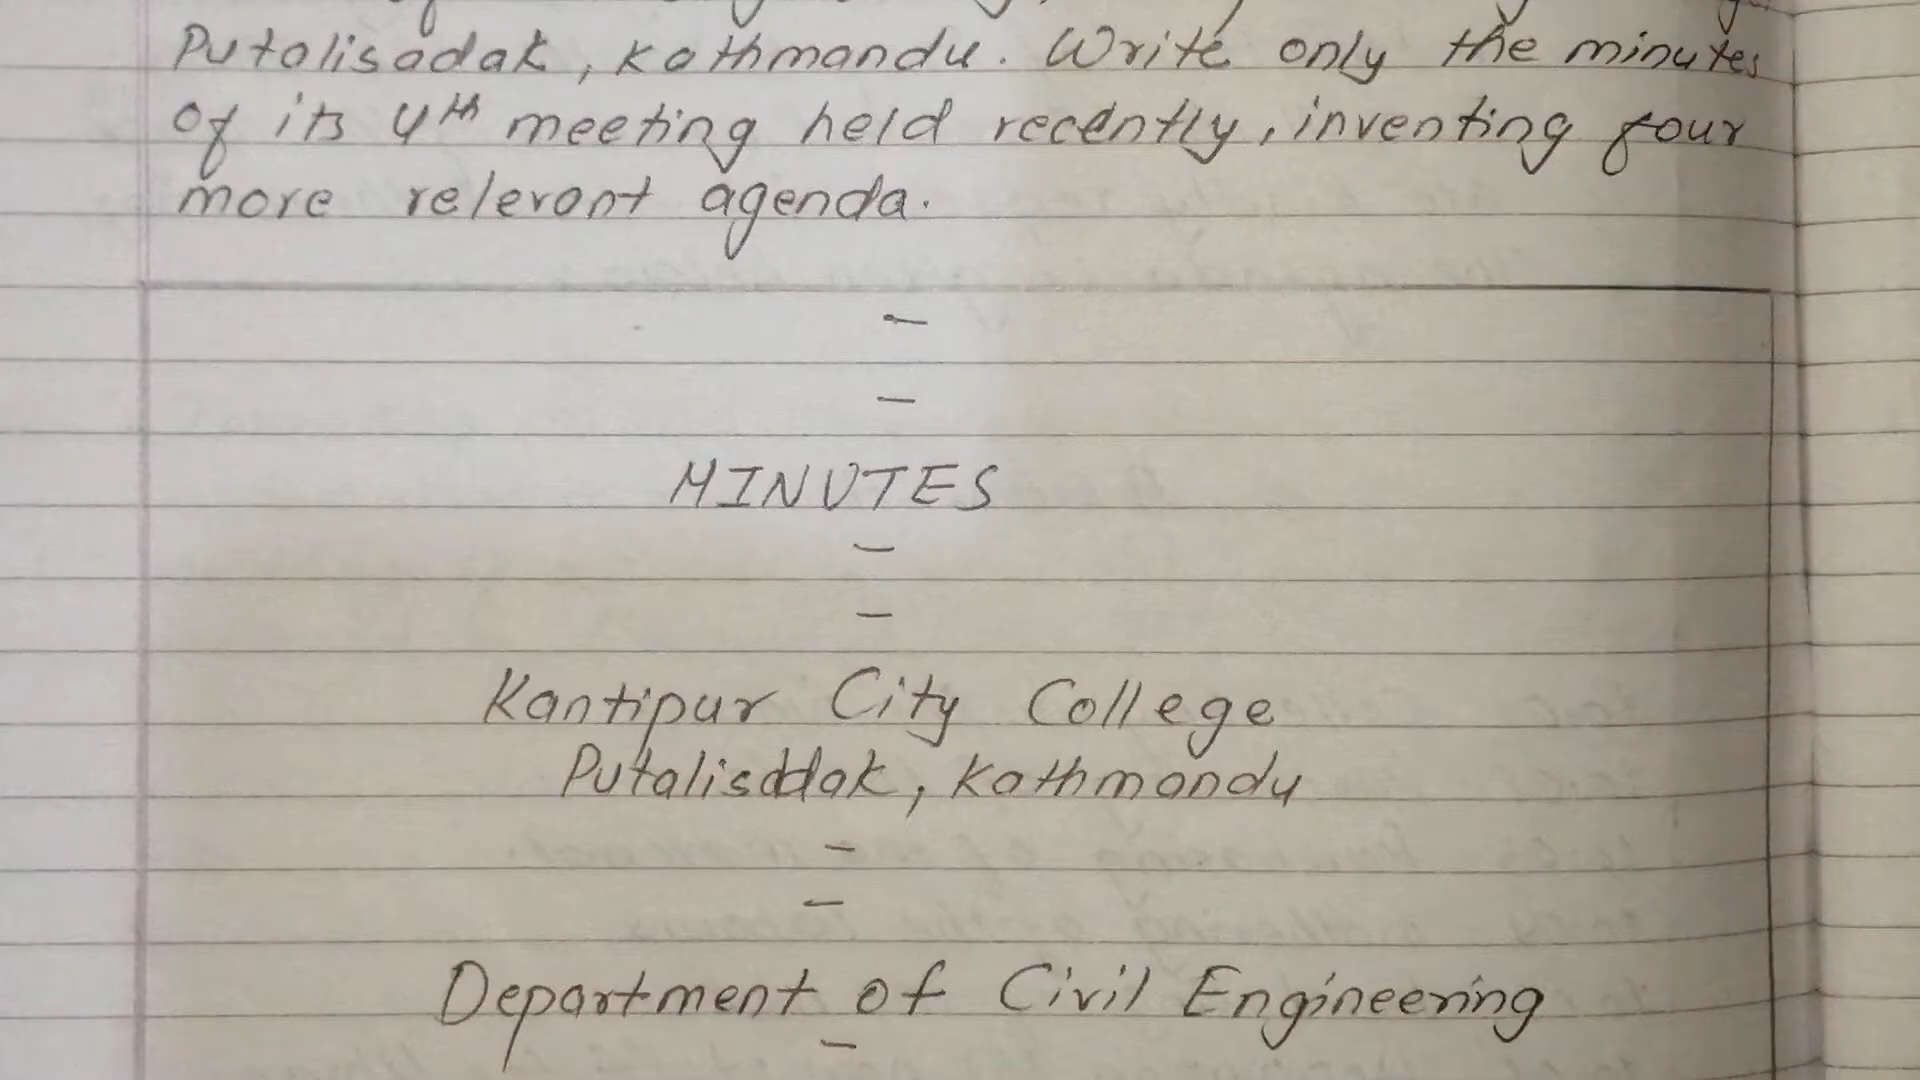 Putalisadak, Kathmandu. Write only the minutes
of its 4th meeting held recently, inventing four
more relevant agenda.
MINUTES
Kantipur City College
Putalisddak, Kathmandu
Department of Civil Engineering